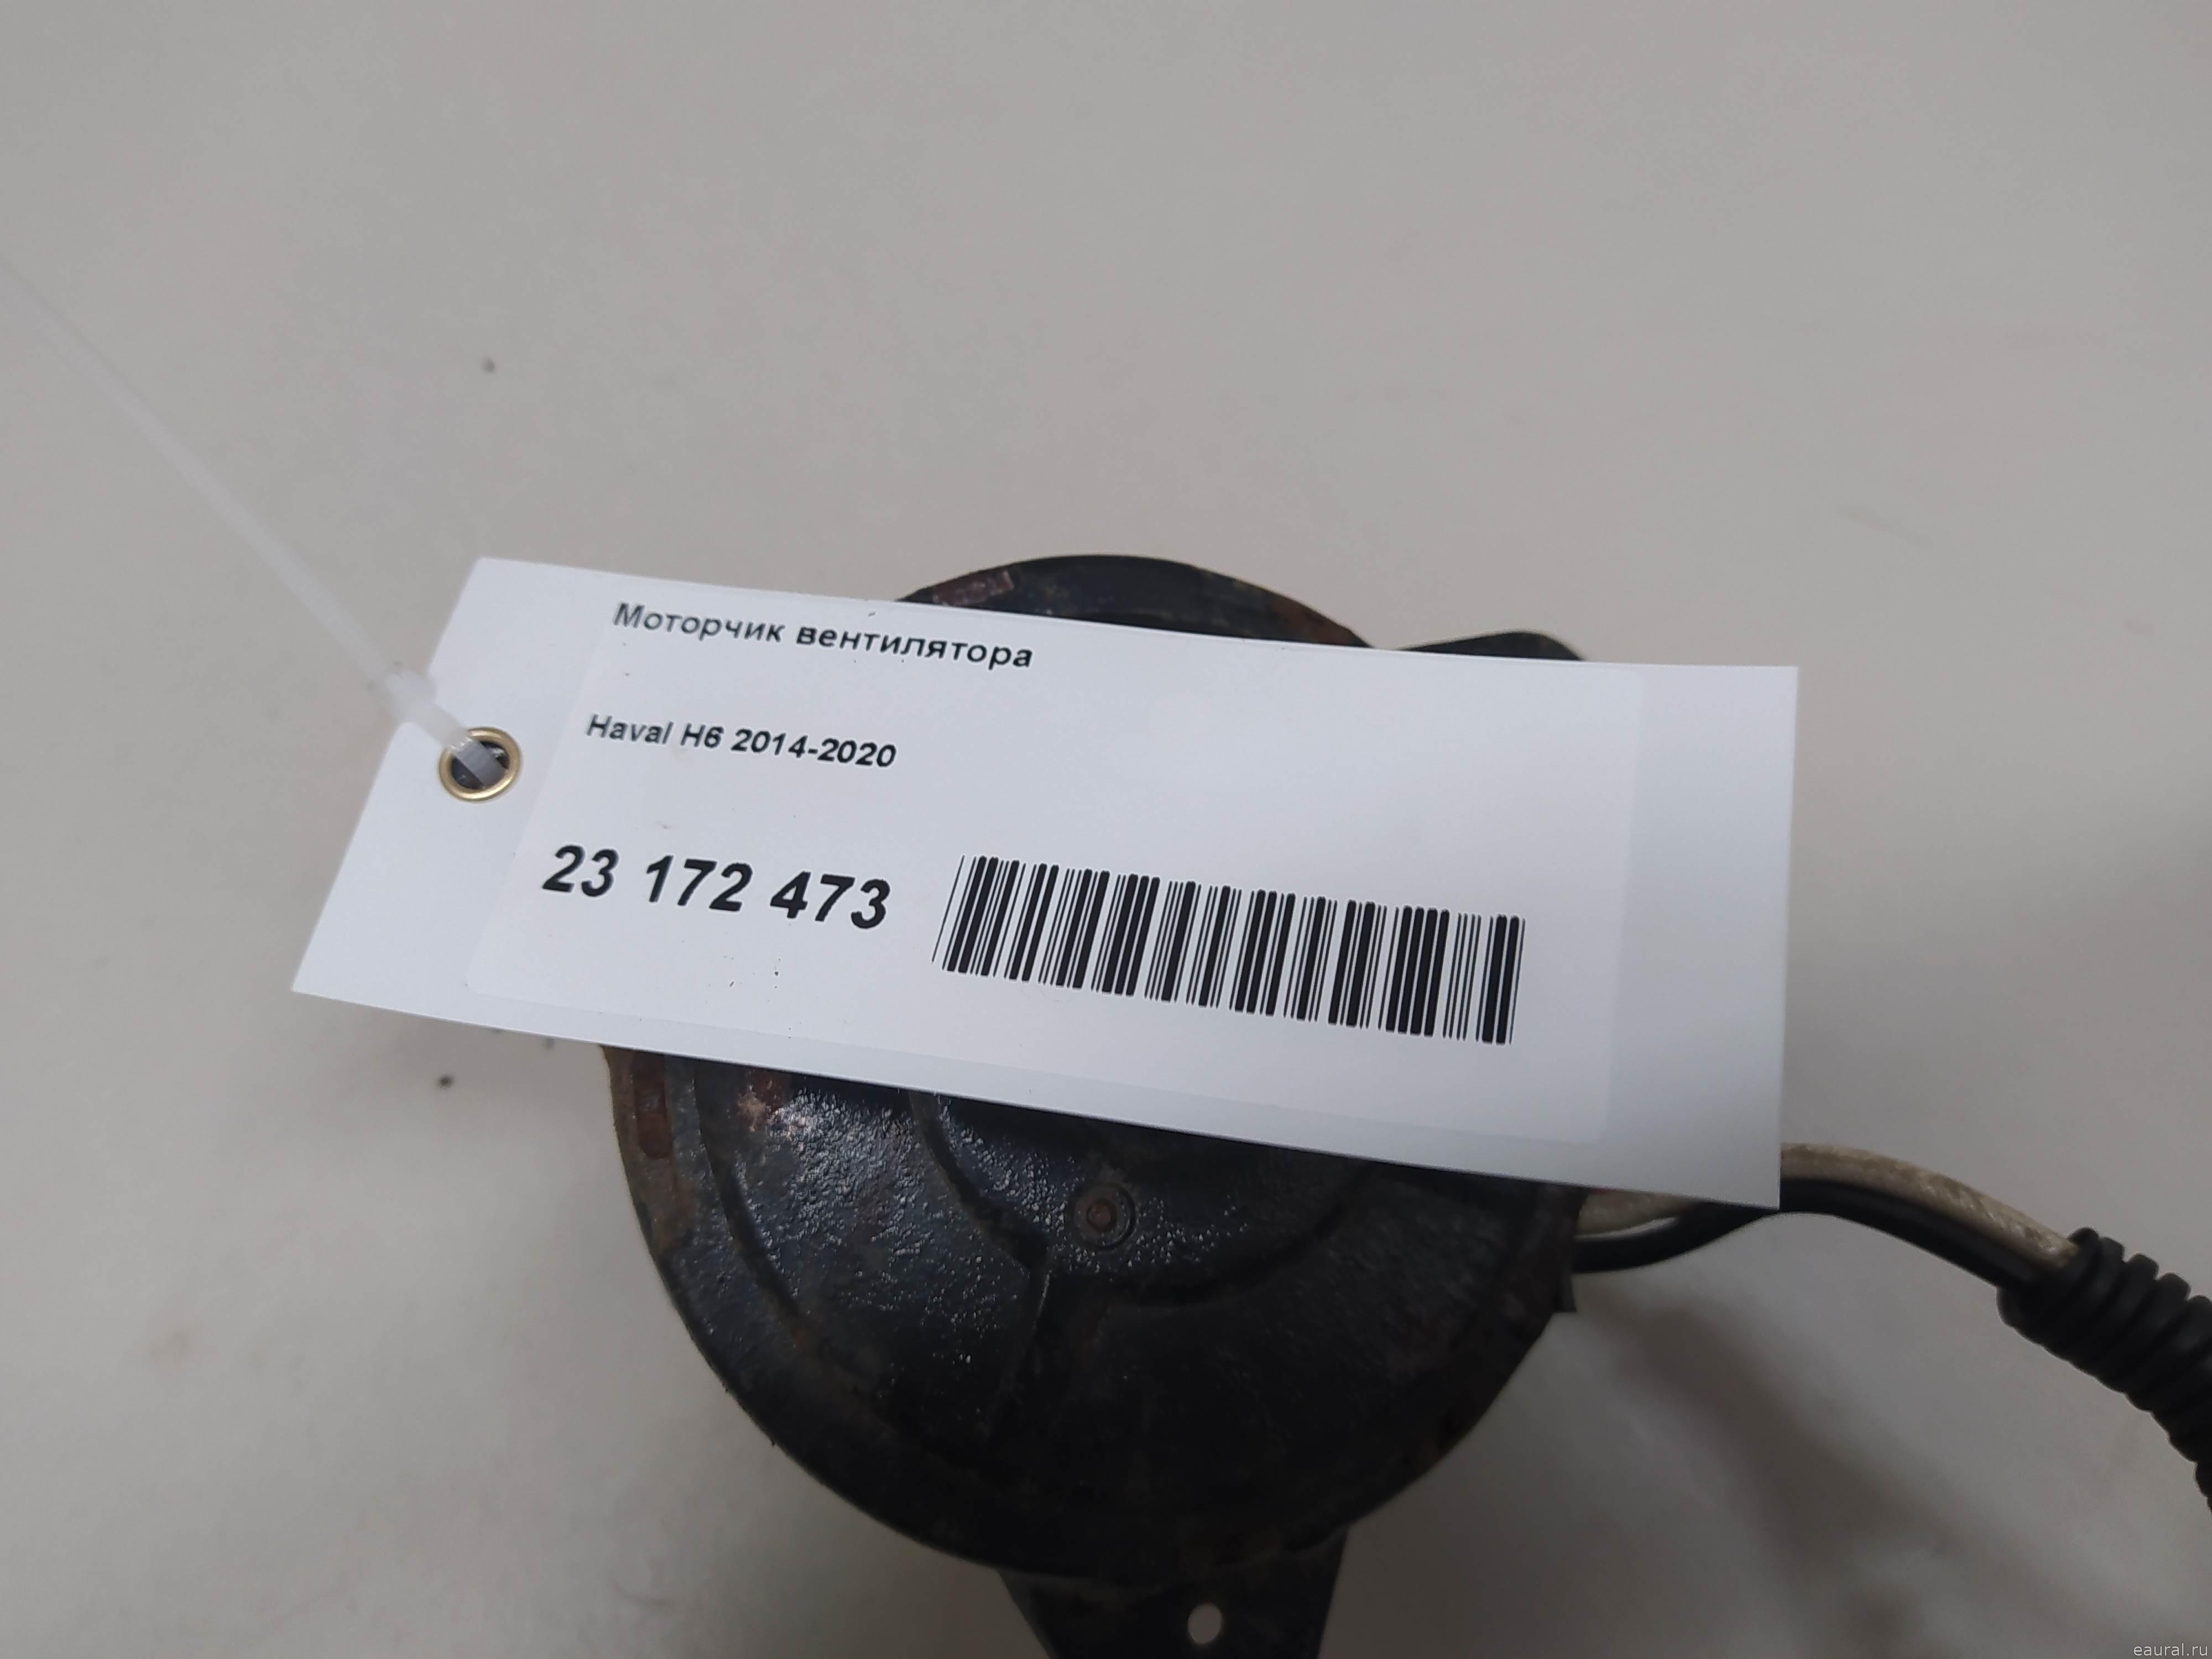 Моторчик вентилятора
Haval H6 2014-2020
23 172 473
eaural.ru